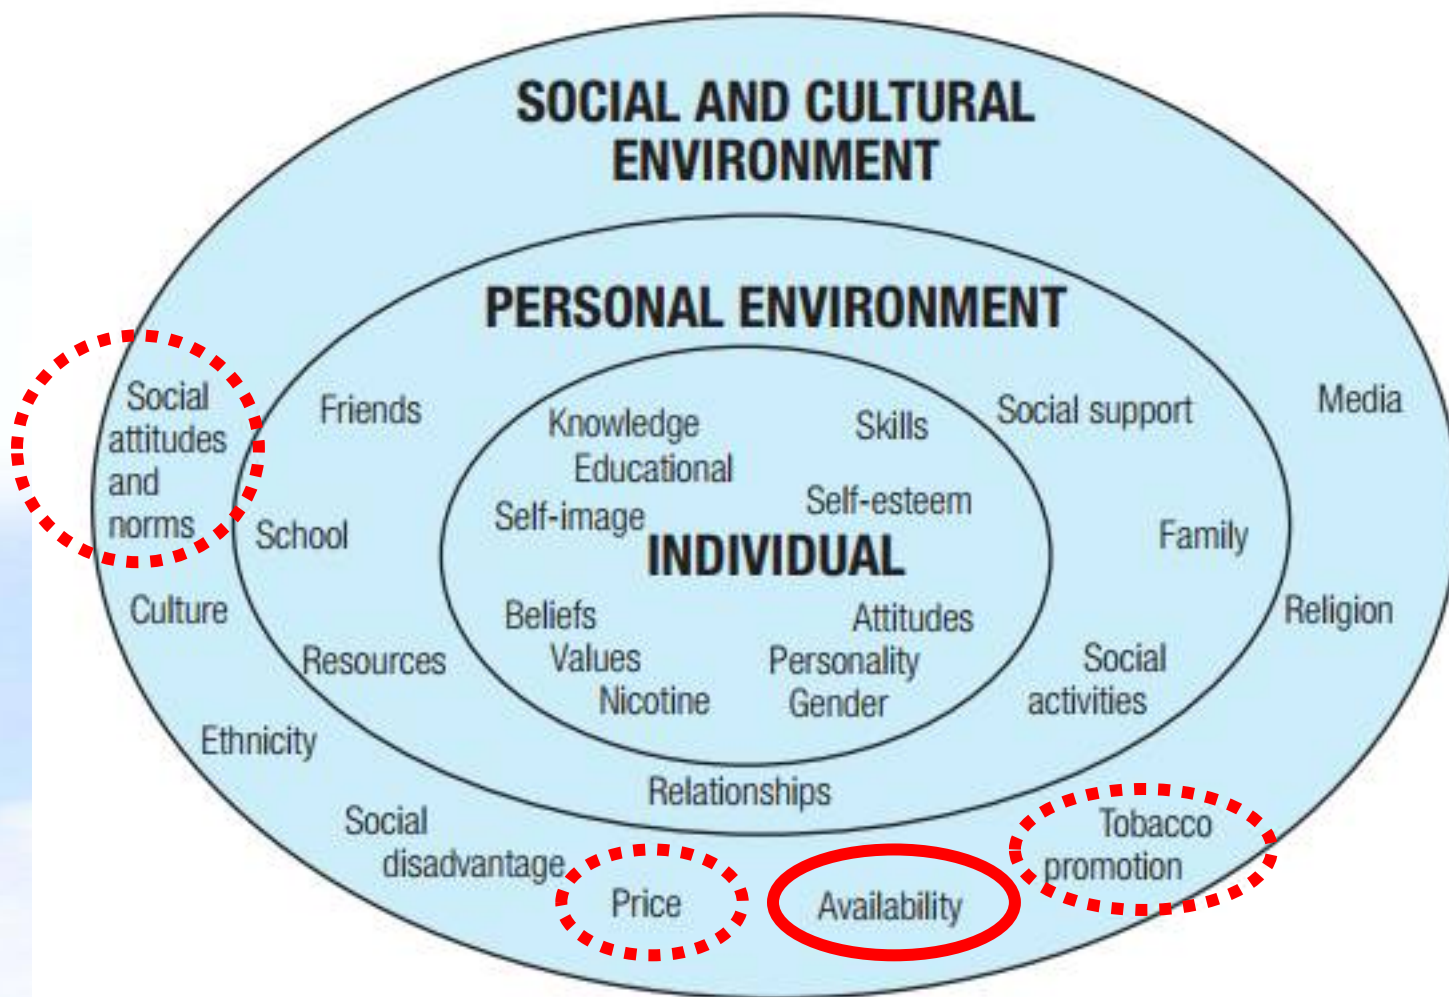 SOCIAL AND CULTURAL
ENVIRONMENT
PERSONAL ENVIRONMENT
Social
attitudes
and
norms
Friends
Knowledge
Educational
Skills
Social support
Media
Self-image
Self-esteem
School
INDIVIDUAL
Family
Culture
Beliefs
Attitudes
Religion
Resources
Values
Personality
Social
activities
Nicotine
Gender
Ethnicity
Relationships
Social
disadvantage
Tobacco
promotion
Price
Availability